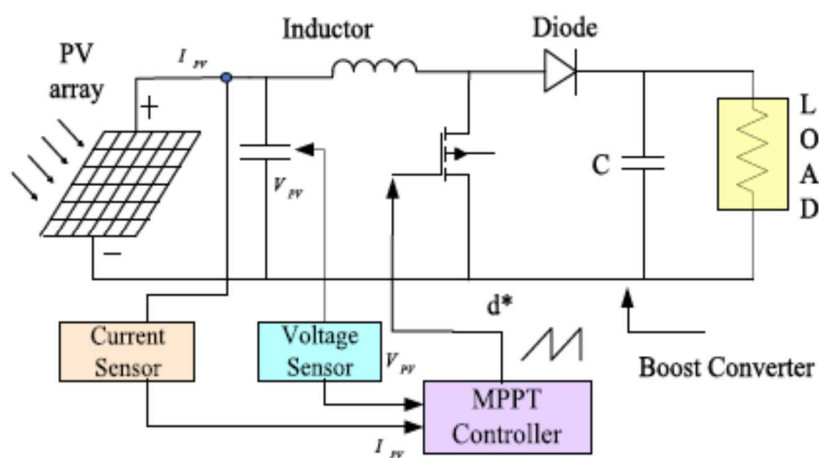 PV
array
I PV
Inductor
Diode
+
V PV
C
L
O
A
D
−
d*
Current
Sensor
Voltage
Sensor
V PV
MPPT
Controller
I PV
Boost Converter